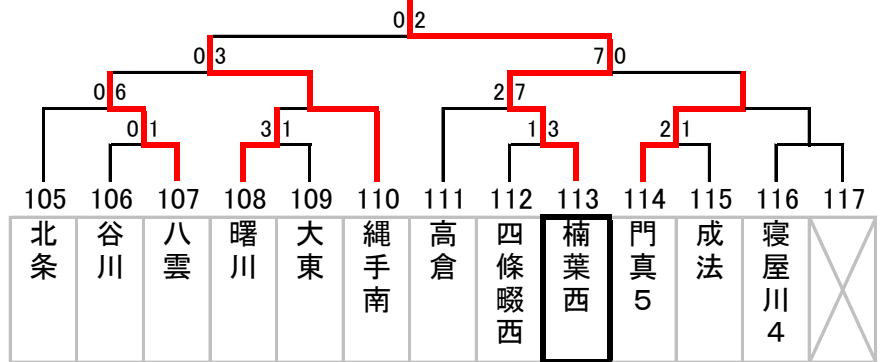 0 2
0 3
7 0
0 6
2 7
0 1
3 1
1 3
2 1
105 106 107 108 109 110 111 112 113 114 115 116 117
北条
谷川
八雲
曙川
大東
縄手南
高倉
四條畷西
楠葉西
門真5
成法
寝屋川4